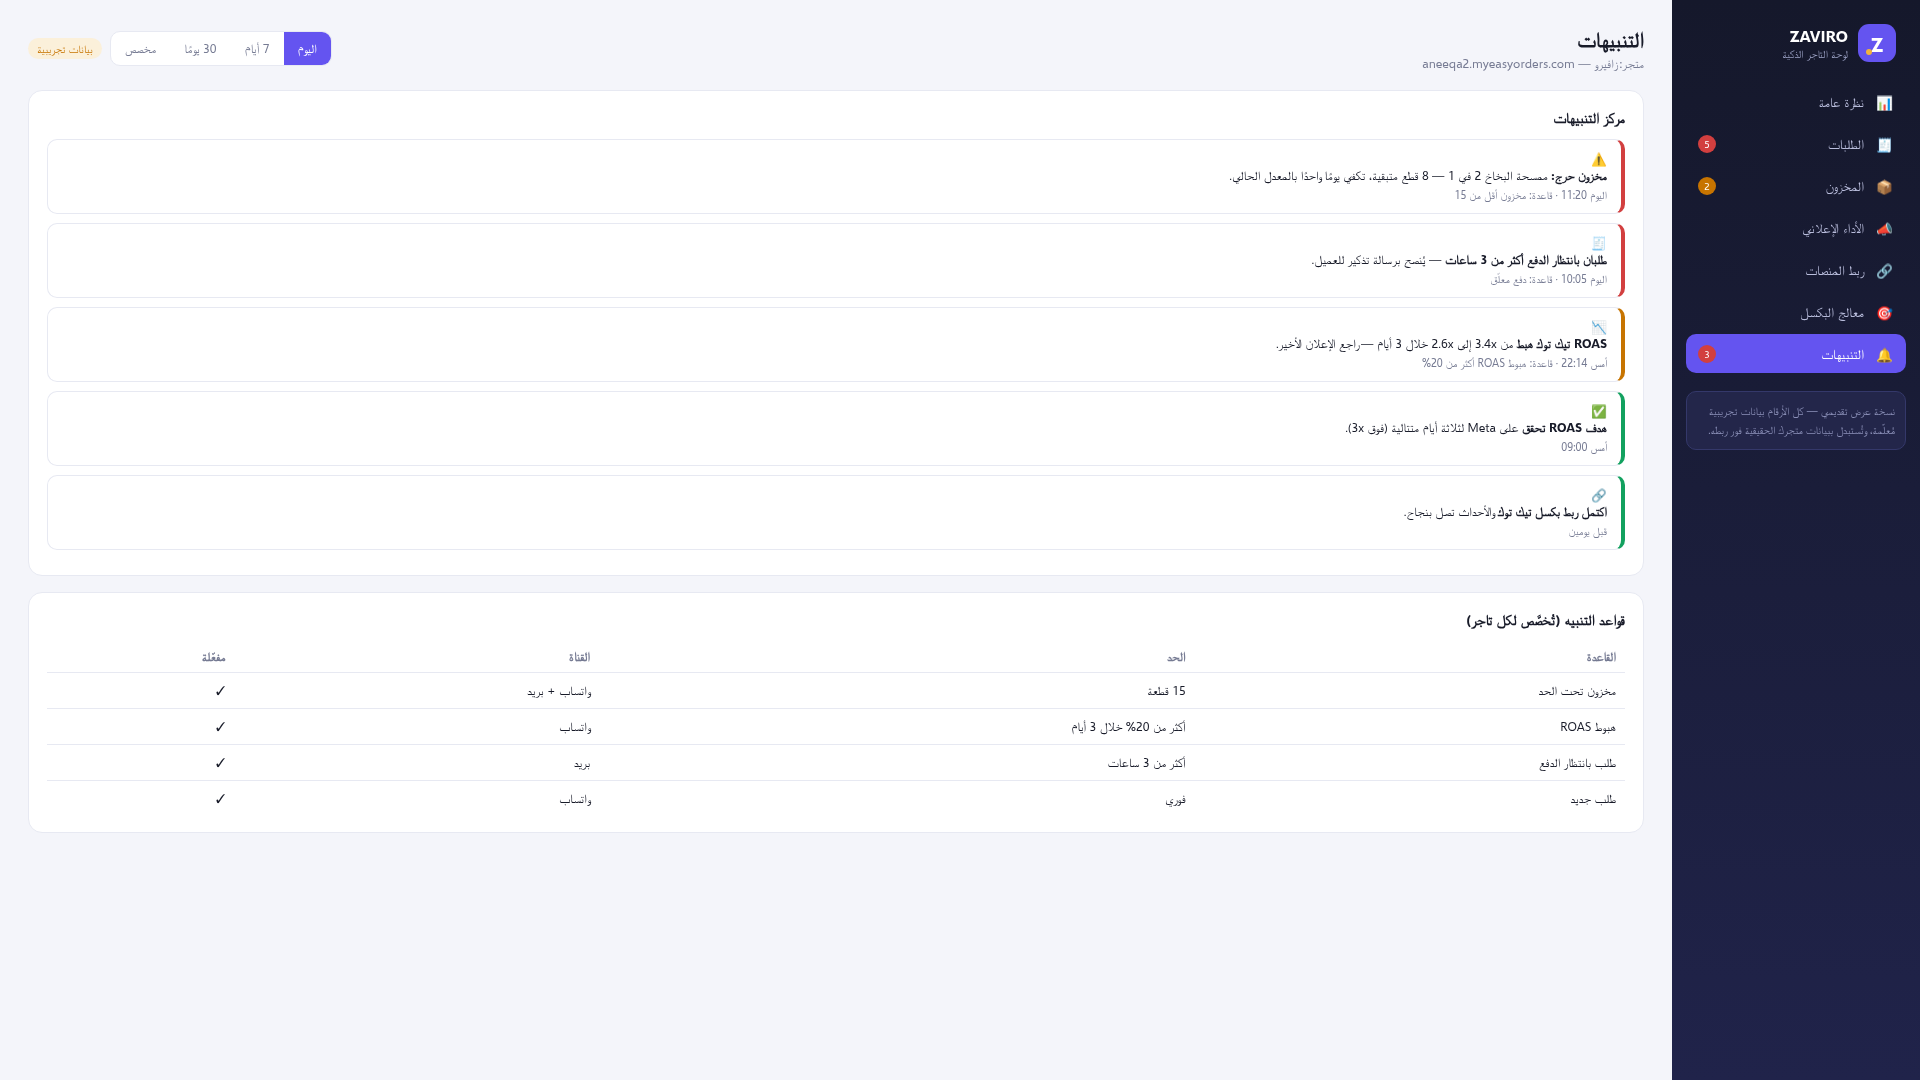 ZAVIRO
لوحة التاجر الذكية
Z
نظرة عامة
الطلبات
5
المخزون
2
الأداء الإعلاني
ربط المنصات
معالج البكسل
التنبيهات
3
نسخة عرض تقديمي — كل الأرقام بيانات تجريبية
مُعلّمة، وتُستبدل ببيانات متجرك الحقيقية فور ربطه.
التنبيهات
متجر: زافيرو — aneeqa2.myeasyorders.com
اليوم
7 أيام
30 يومًا
مخصص
بيانات تجريبية
مركز التنبيهات
مخزون حرج: ممسحة البخاخ 2 في 1 — 8 قطع متبقية، تكفي يومًا واحدًا بالمعدل الحالي.
اليوم 11:20 · قاعدة: مخزون أقل من 15
طلبان بانتظار الدفع أكثر من 3 ساعات — يُنصح برسالة تذكير للعميل.
اليوم 10:05 · قاعدة: دفع معلّق
ROAS تيك توك هبط من 3.4x إلى 2.6x خلال 3 أيام — راجع الإعلان الأخير.
أمس 22:14 · قاعدة: هبوط ROAS أكثر من 20%
هدف ROAS تحقق على Meta لثلاثة أيام متتالية (فوق 3x).
أمس 09:00
اكتمل ربط بكسل تيك توك والأحداث تصل بنجاح.
قبل يومين
قواعد التنبيه (تُخصَّص لكل تاجر)
القاعدة الحد القناة مفعّلة
مخزون تحت الحد 15 قطعة واتساب + بريد ✓
هبوط ROAS أكثر من 20% خلال 3 أيام واتساب ✓
طلب بانتظار الدفع أكثر من 3 ساعات بريد ✓
طلب جديد فوري واتساب ✓